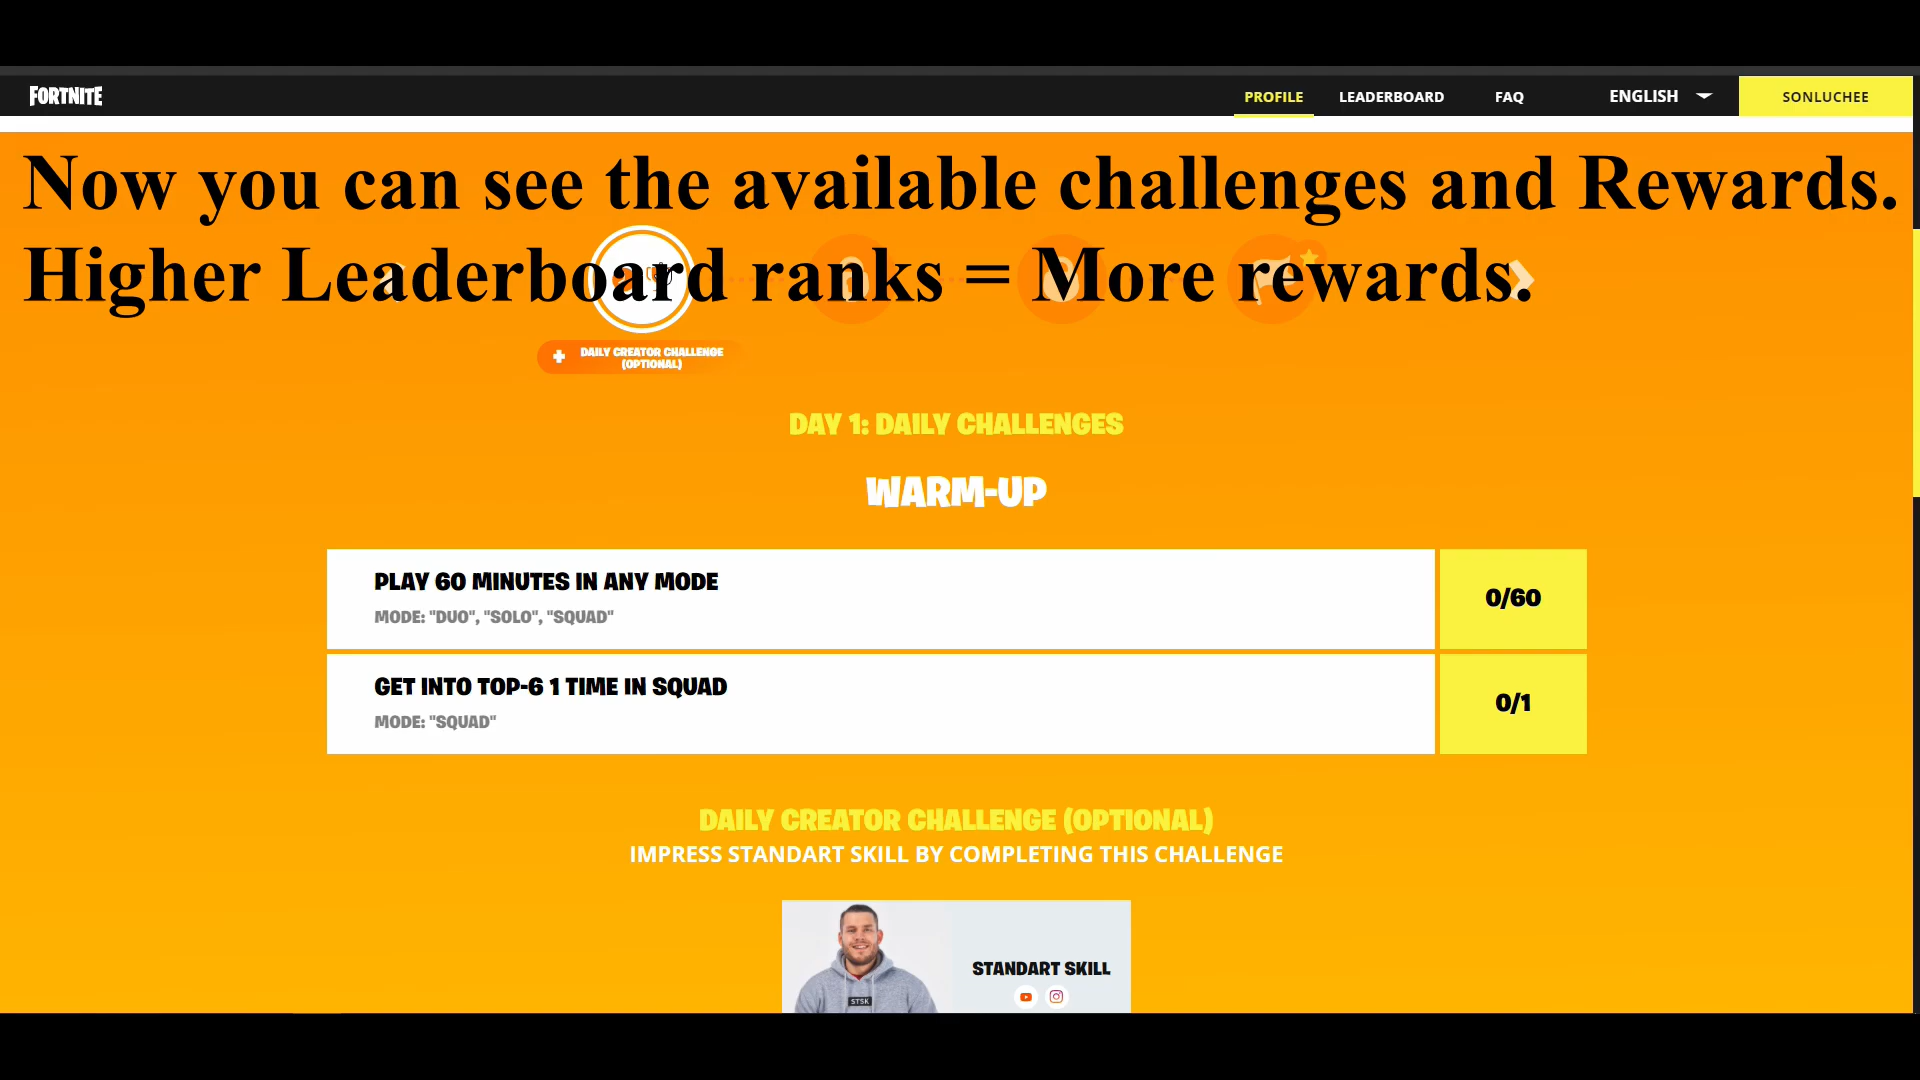 FORTNITE
PROFILE
LEADERBOARD
FAQ
ENGLISH
SONLUCHEE
Now you can see the available challenges and Rewards.
Higher Leaderboard ranks = More rewards.
DAILY CREATOR CHALLENGE
(OPTIONAL)
DAY 1: DAILY CHALLENGES
WARM-UP
PLAY 60 MINUTES IN ANY MODE
MODE: "DUO", "SOLO", "SQUAD"
0/60
GET INTO TOP-6 1 TIME IN SQUAD
MODE: "SQUAD"
0/1
DAILY CREATOR CHALLENGE (OPTIONAL)
IMPRESS STANDART SKILL BY COMPLETING THIS CHALLENGE
STANDART SKILL
STSK